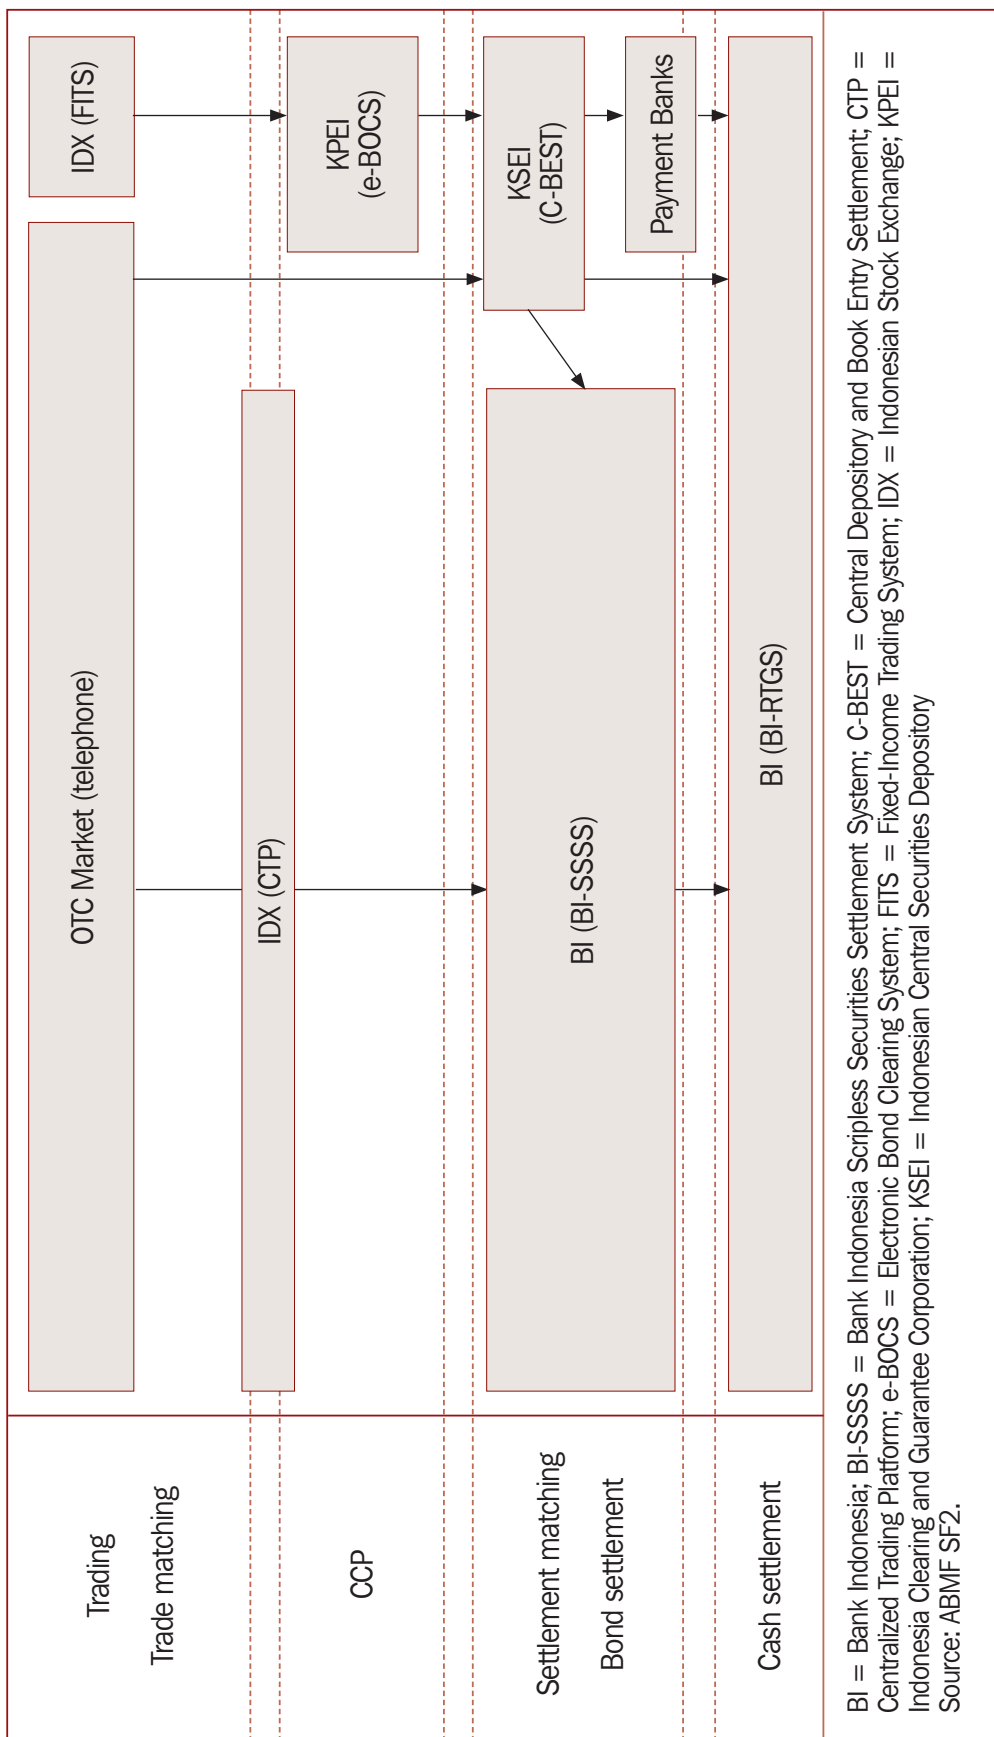 Trading
Trade matching
CCP
Settlement matching
Bond settlement
Cash settlement
OTC Market (telephone)
IDX (FITS)
IDX (CTP)
KPEI
(e-BOCS)
KSEI
(C-BEST)
BI (BI-SSSS)
Payment Banks
BI (BI-RTGS)
BI = Bank Indonesia; BI-SSSS = Bank Indonesia Scripless Securities Settlement System; C-BEST = Central Depository and Book Entry Settlement; CTP =
Centralized Trading Platform; e-BOCS = Electronic Bond Clearing System; FITS = Fixed-Income Trading System; IDX = Indonesian Stock Exchange; KPEI =
Indonesia Clearing and Guarantee Corporation; KSEI = Indonesian Central Securities Depository
Source: ABMF SF2.